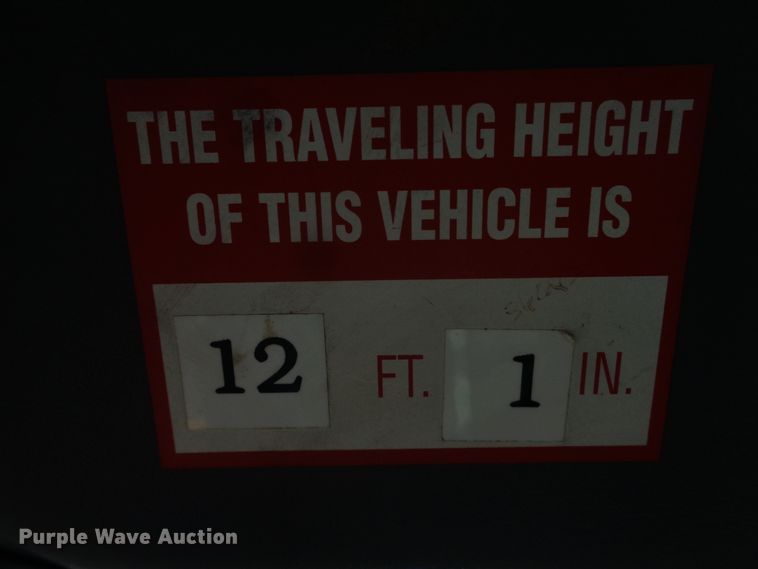 THE TRAVELING HEIGHT
OF THIS VEHICLE IS
12 FT. 1 IN.
Purple Wave Auction